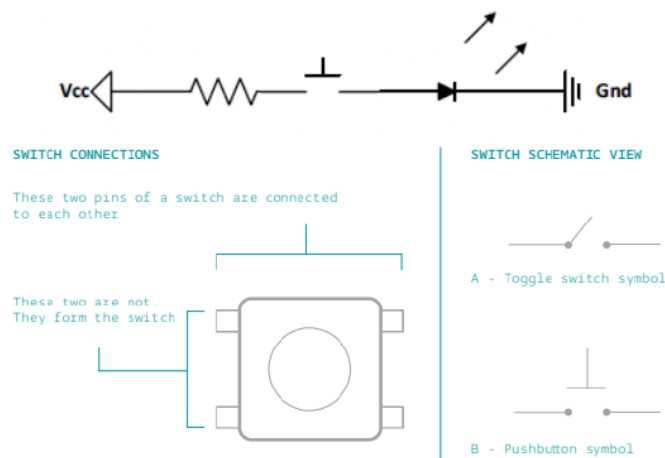 Vcc
Gnd
SWITCH CONNECTIONS
These two pins of a switch are connected
to each other
These two are not.
They form the switch
SWITCH SCHEMATIC VIEW
A - Toggle switch symbol
B - Pushbutton symbol